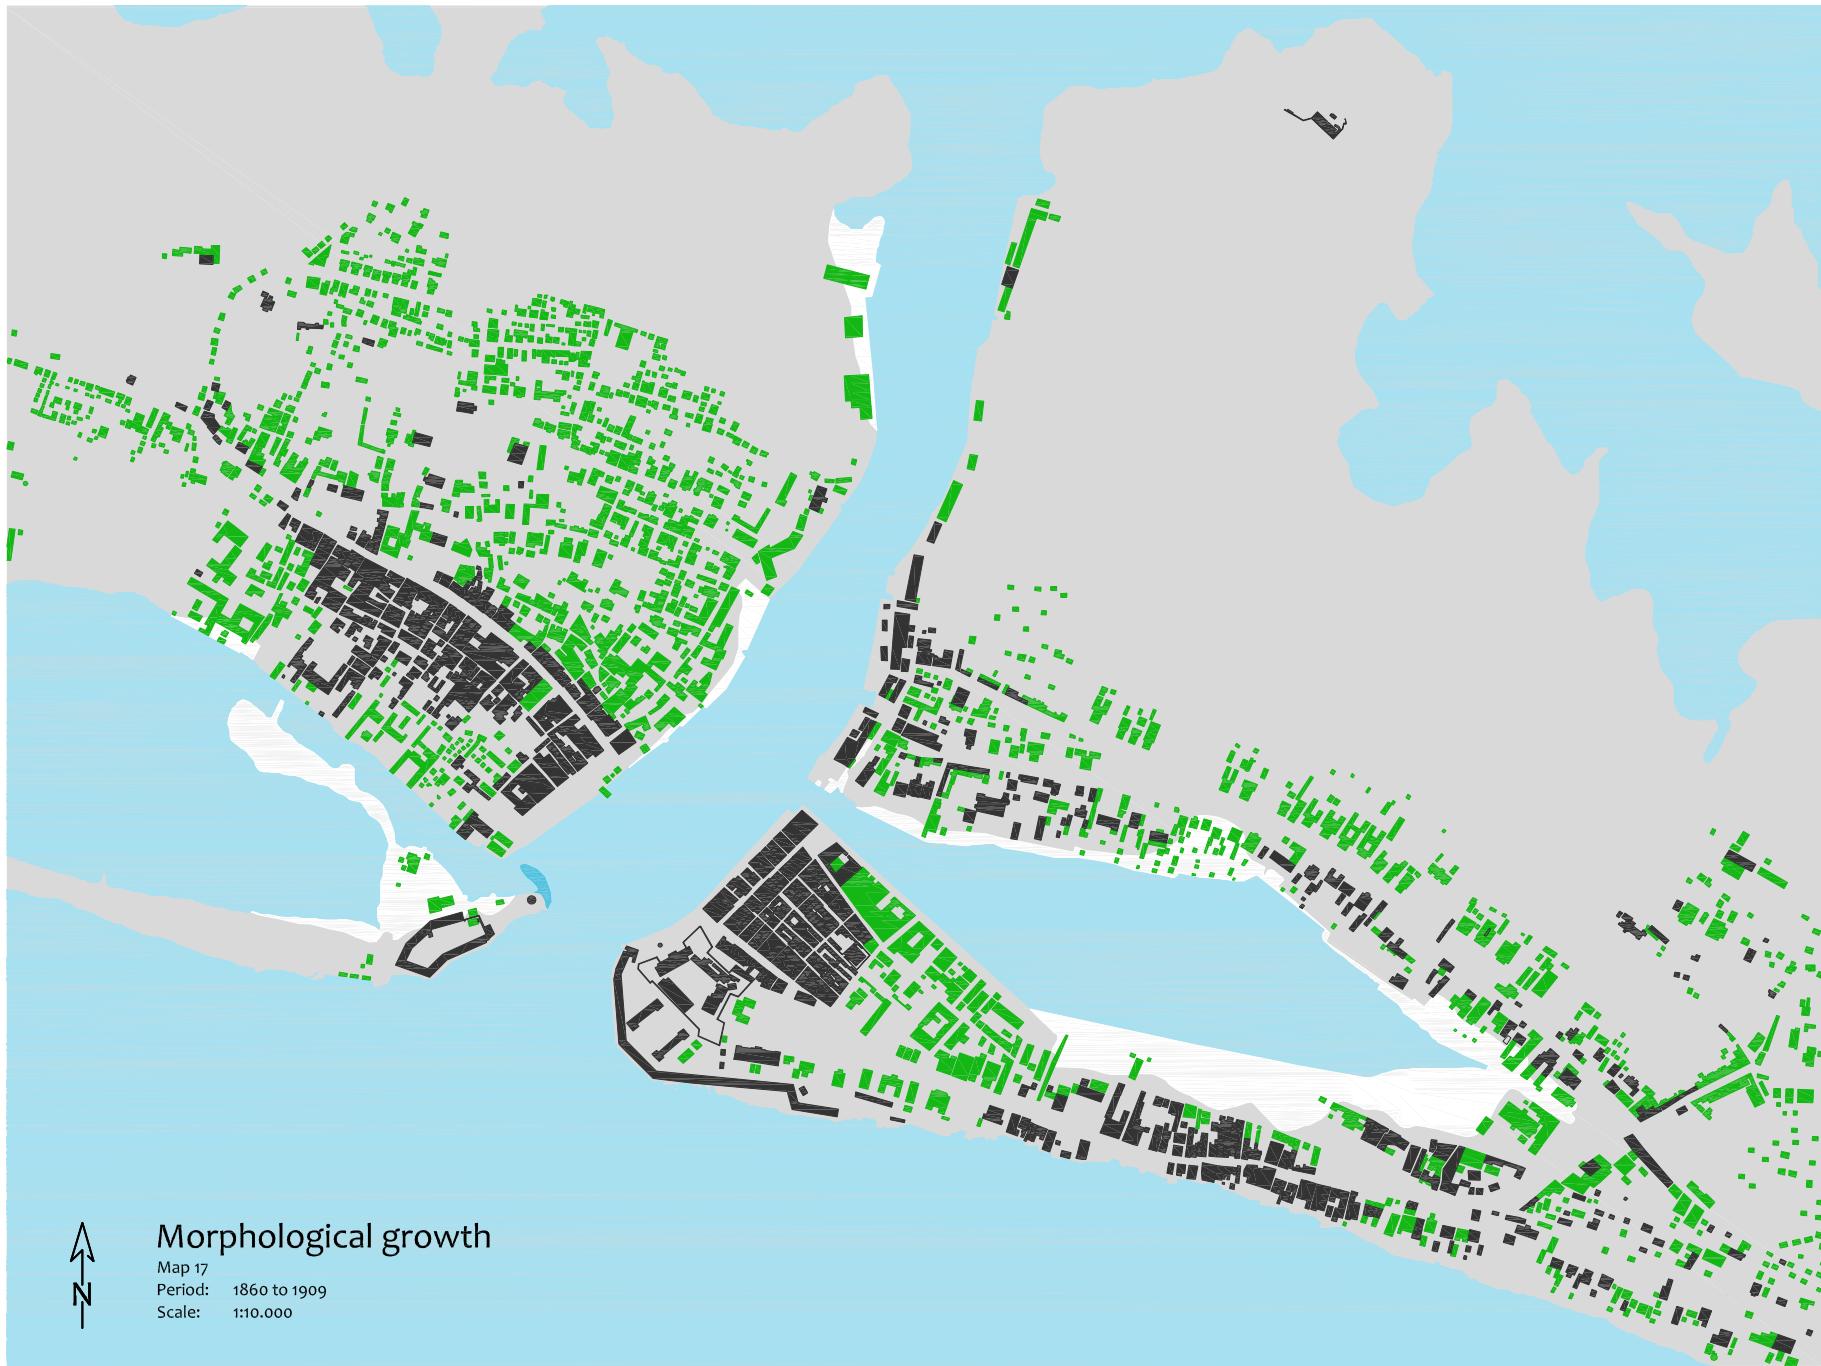 Morphological growth
Map 17
Period: 1860 to 1909
Scale: 1:10.000
N